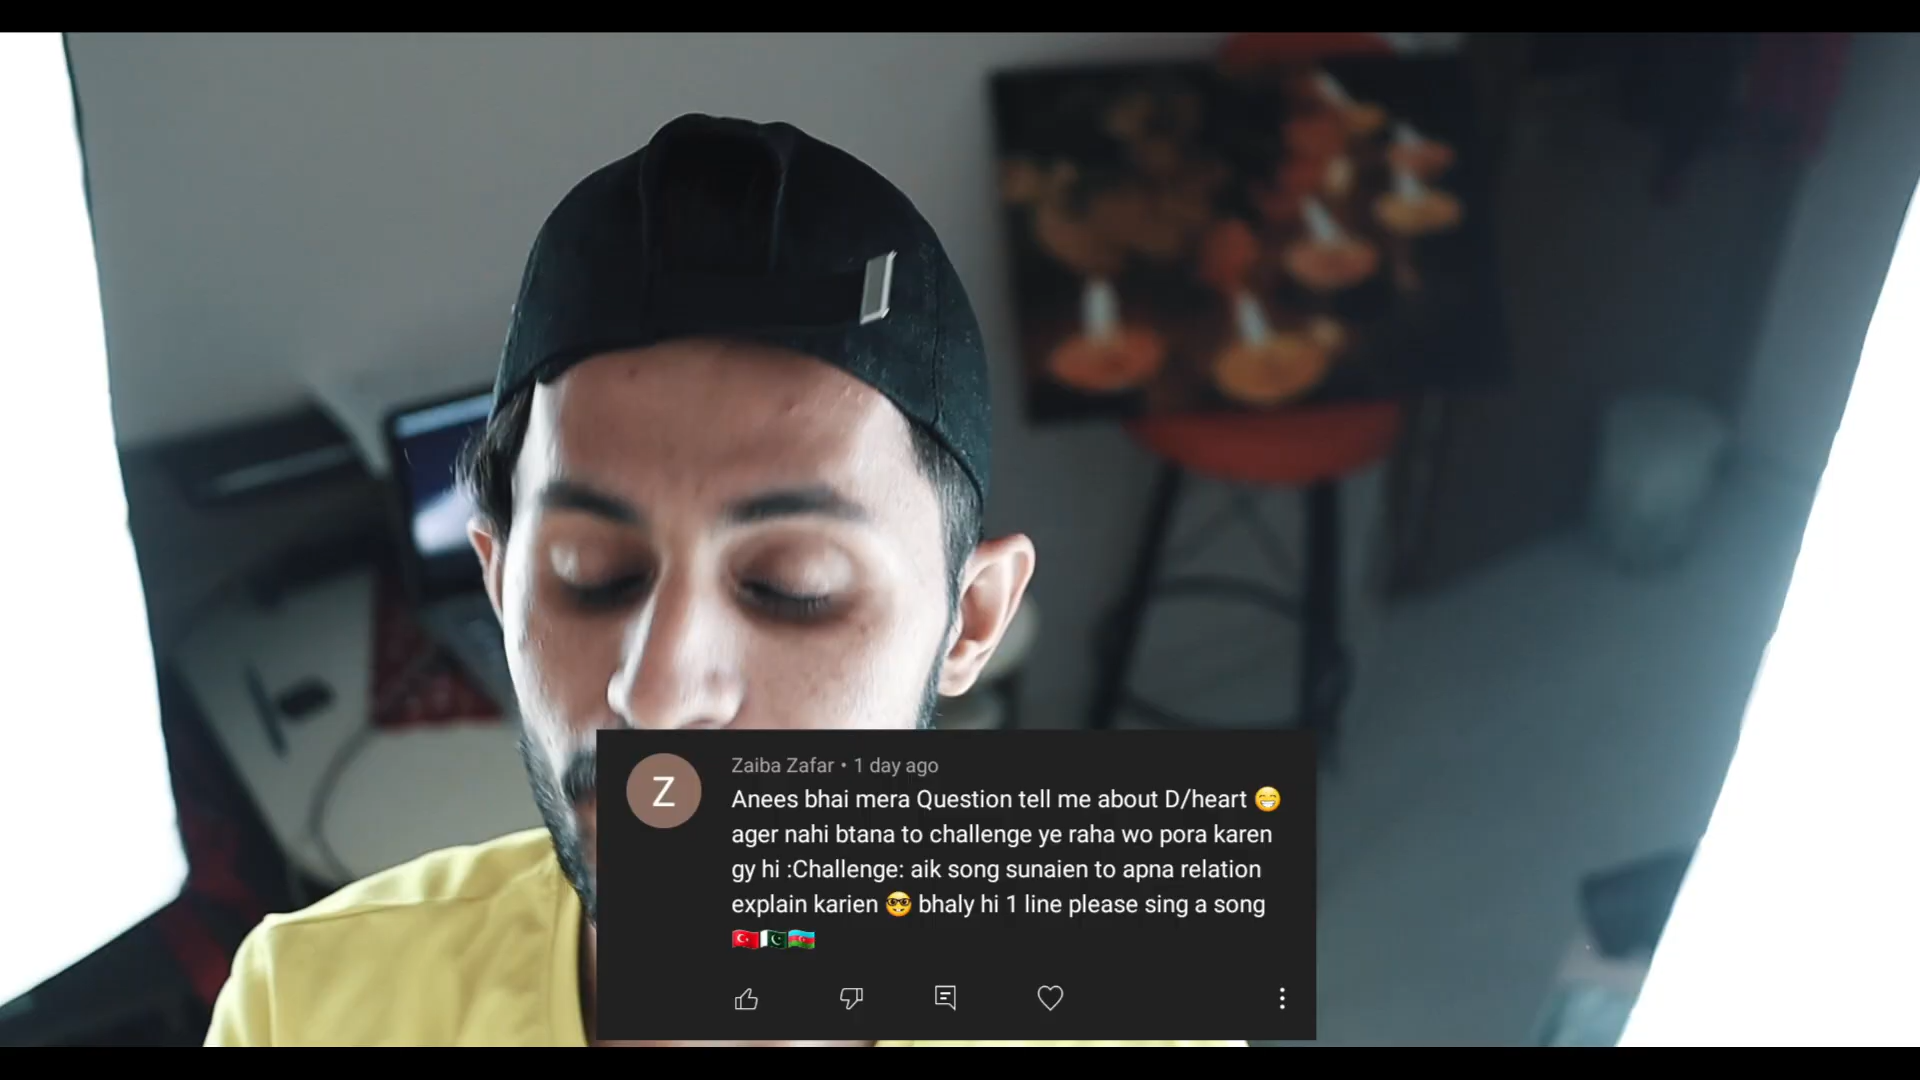 Z
Zaiba Zafar • 1 day ago
Anees bhai mera Question tell me about D/heart 😁
ager nahi btana to challenge ye raha wo pora karen
gy hi :Challenge: aik song sunaien to apna relation
explain karien 🤓 bhaly hi 1 line please sing a song
🇹🇷🇵🇰🇦🇿